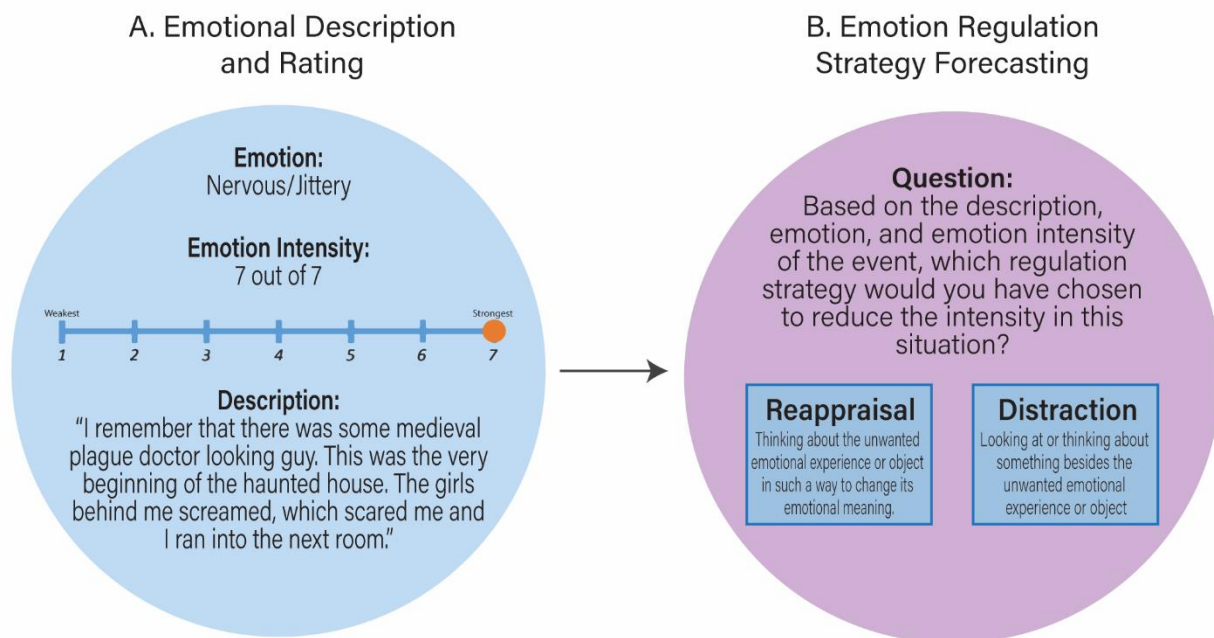 A. Emotional Description
and Rating
Emotion:
Nervous/Jittery
Emotion Intensity:
7 out of 7
Weakest
Strongest
1 2 3 4 5 6 7
Description:
“I remember that there was some medieval
plague doctor looking guy. This was the very
beginning of the haunted house. The girls
behind me screamed, which scared me and
I ran into the next room.”
B. Emotion Regulation
Strategy Forecasting
Question:
Based on the description,
emotion, and emotion intensity
of the event, which regulation
strategy would you have chosen
to reduce the intensity in this
situation?
Reappraisal
Thinking about the unwanted
emotional experience or object
in such a way to change its
emotional meaning.
Distraction
Looking at or thinking about
something besides the
unwanted emotional
experience or object